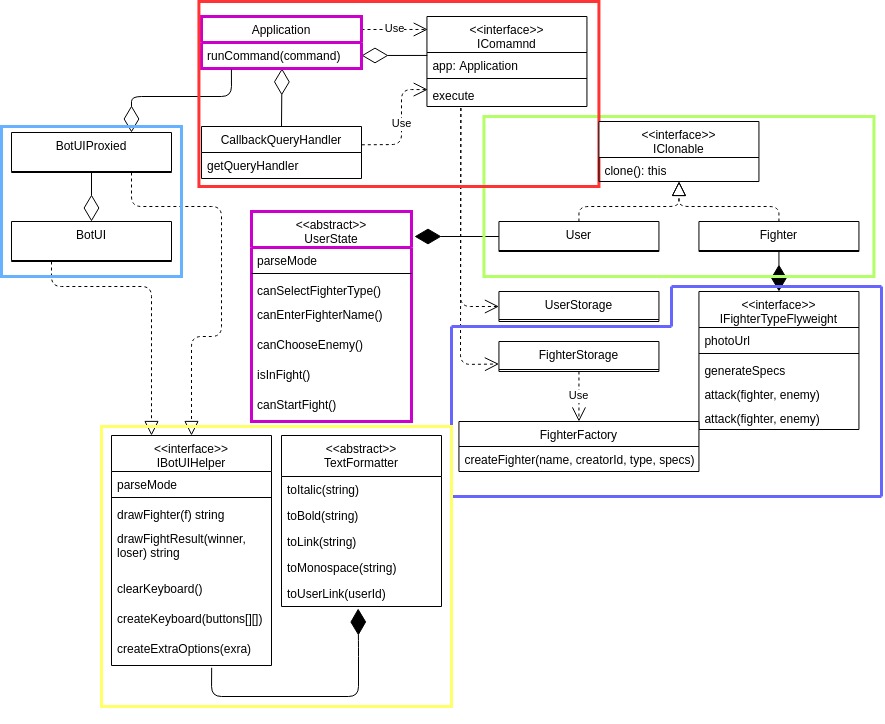 Application
runCommand(command)
Use
<<interface>>
IComamnd
app: Application
execute
Use
CallbackQueryHandler
getQueryHandler
BotUIProxied
BotUI
<<interface>>
IClonable
clone(): this
User
Fighter
<<abstract>>
UserState
parseMode
canSelectFighterType()
canEnterFighterName()
canChooseEnemy()
isInFight()
canStartFight()
UserStorage
FighterStorage
Use
FighterFactory
createFighter(name, creatorId, type, specs)
<<interface>>
IFighterTypeFlyweight
photoUrl
generateSpecs
attack(fighter, enemy)
attack(fighter, enemy)
<<interface>>
IBotUIHelper
parseMode
drawFighter(f) string
drawFightResult(winner,
loser) string
clearKeyboard()
createKeyboard(buttons[][])
createExtraOptions(exra)
<<abstract>>
TextFormatter
toItalic(string)
toBold(string)
toLink(string)
toMonospace(string)
toUserLink(userId)